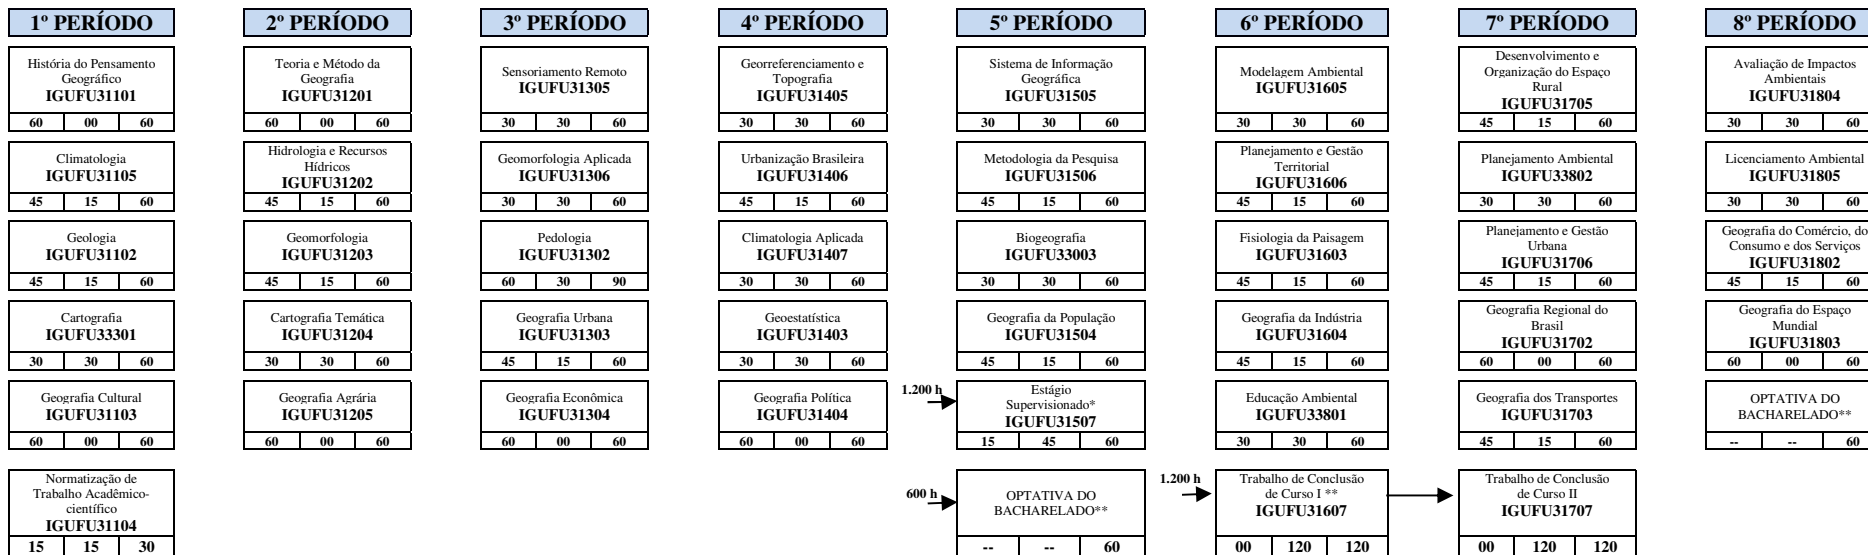 1º PERÍODO
História do Pensamento
Geográfico
IGUFU31101
60 00 60
Climatologia
IGUFU31105
45 15 60
Geologia
IGUFU31102
45 15 60
Cartografia
IGUFU33301
30 30 60
Geografia Cultural
IGUFU31103
60 00 60
Normatização de
Trabalho Acadêmico-
científico
IGUFU31104
15 15 30
2º PERÍODO
Teoria e Método da
Geografia
IGUFU31201
60 00 60
Hidrologia e Recursos
Hídricos
IGUFU31202
45 15 60
Geomorfologia
IGUFU31203
45 15 60
Cartografia Temática
IGUFU31204
30 30 60
Geografia Agrária
IGUFU31205
60 00 60
3º PERÍODO
Sensoriamento Remoto
IGUFU31305
30 30 60
Geomorfologia Aplicada
IGUFU31306
30 30 60
Pedologia
IGUFU31302
60 30 90
Geografia Urbana
IGUFU31303
45 15 60
Geografia Econômica
IGUFU31304
60 00 60
4º PERÍODO
Georreferenciamento e
Topografia
IGUFU31405
30 30 60
Urbanização Brasileira
IGUFU31406
45 15 60
Climatologia Aplicada
IGUFU31407
30 30 60
Geoestatística
IGUFU31403
30 30 60
Geografia Política
IGUFU31404
60 00 60
5º PERÍODO
Sistema de Informação
Geográfica
IGUFU31505
30 30 60
Metodologia da Pesquisa
IGUFU31506
45 15 60
Biogeografia
IGUFU33003
30 30 60
Geografia da População
IGUFU31504
45 15 60
1.200 h
Estágio
Supervisionado*
IGUFU31507
15 45 60
600 h
OPTATIVA DO
BACHARELADO**
-- -- 60
6º PERÍODO
Modelagem Ambiental
IGUFU31605
30 30 60
Planejamento e Gestão
Territorial
IGUFU31606
45 15 60
Fisiologia da Paisagem
IGUFU31603
45 15 60
Geografia da Indústria
IGUFU31604
45 15 60
Educação Ambiental
IGUFU33801
30 30 60
1.200 h
Trabalho de Conclusão
de Curso I **
IGUFU31607
00 120 120
7º PERÍODO
Desenvolvimento e
Organização do Espaço
Rural
IGUFU31705
45 15 60
Planejamento Ambiental
IGUFU33802
30 30 60
Planejamento e Gestão
Urbana
IGUFU31706
45 15 60
Geografia Regional do
Brasil
IGUFU31702
60 00 60
Geografia dos Transportes
IGUFU31703
45 15 60
Trabalho de Conclusão
de Curso II
IGUFU31707
00 120 120
8º PERÍODO
Avaliação de Impactos
Ambientais
IGUFU31804
30 30 60
Licenciamento Ambiental
IGUFU31805
30 30 60
Geografia do Comércio, do
Consumo e dos Serviços
IGUFU31802
45 15 60
Geografia do Espaço
Mundial
IGUFU31803
60 00 60
OPTATIVA DO
BACHARELADO**
-- -- 60